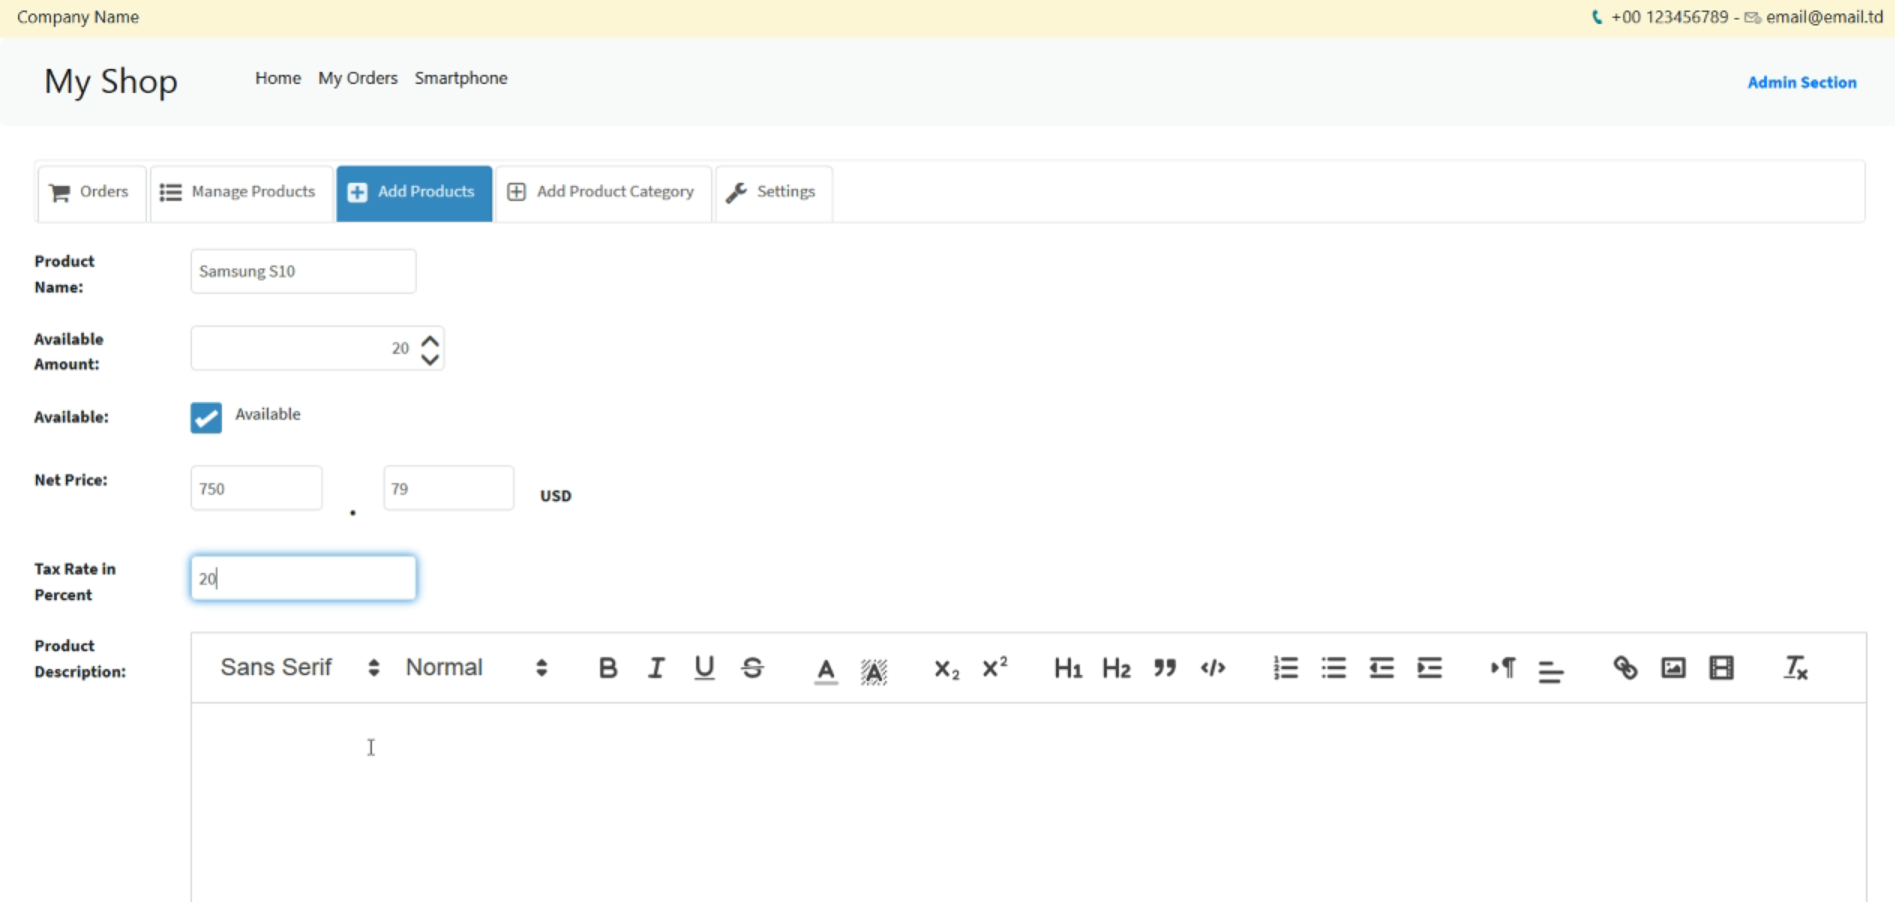 Company Name
+00 123456789 - email@email.td
My Shop
Home My Orders Smartphone
Admin Section
Orders Manage Products Add Products Add Product Category Settings
Product
Name:
Samsung S10
Available
Amount:
20
Available:
Available
Net Price:
750 . 79 USD
Tax Rate in
Percent
20
Product
Description:
Sans Serif Normal B I U S A A X₂ X² H1 H2